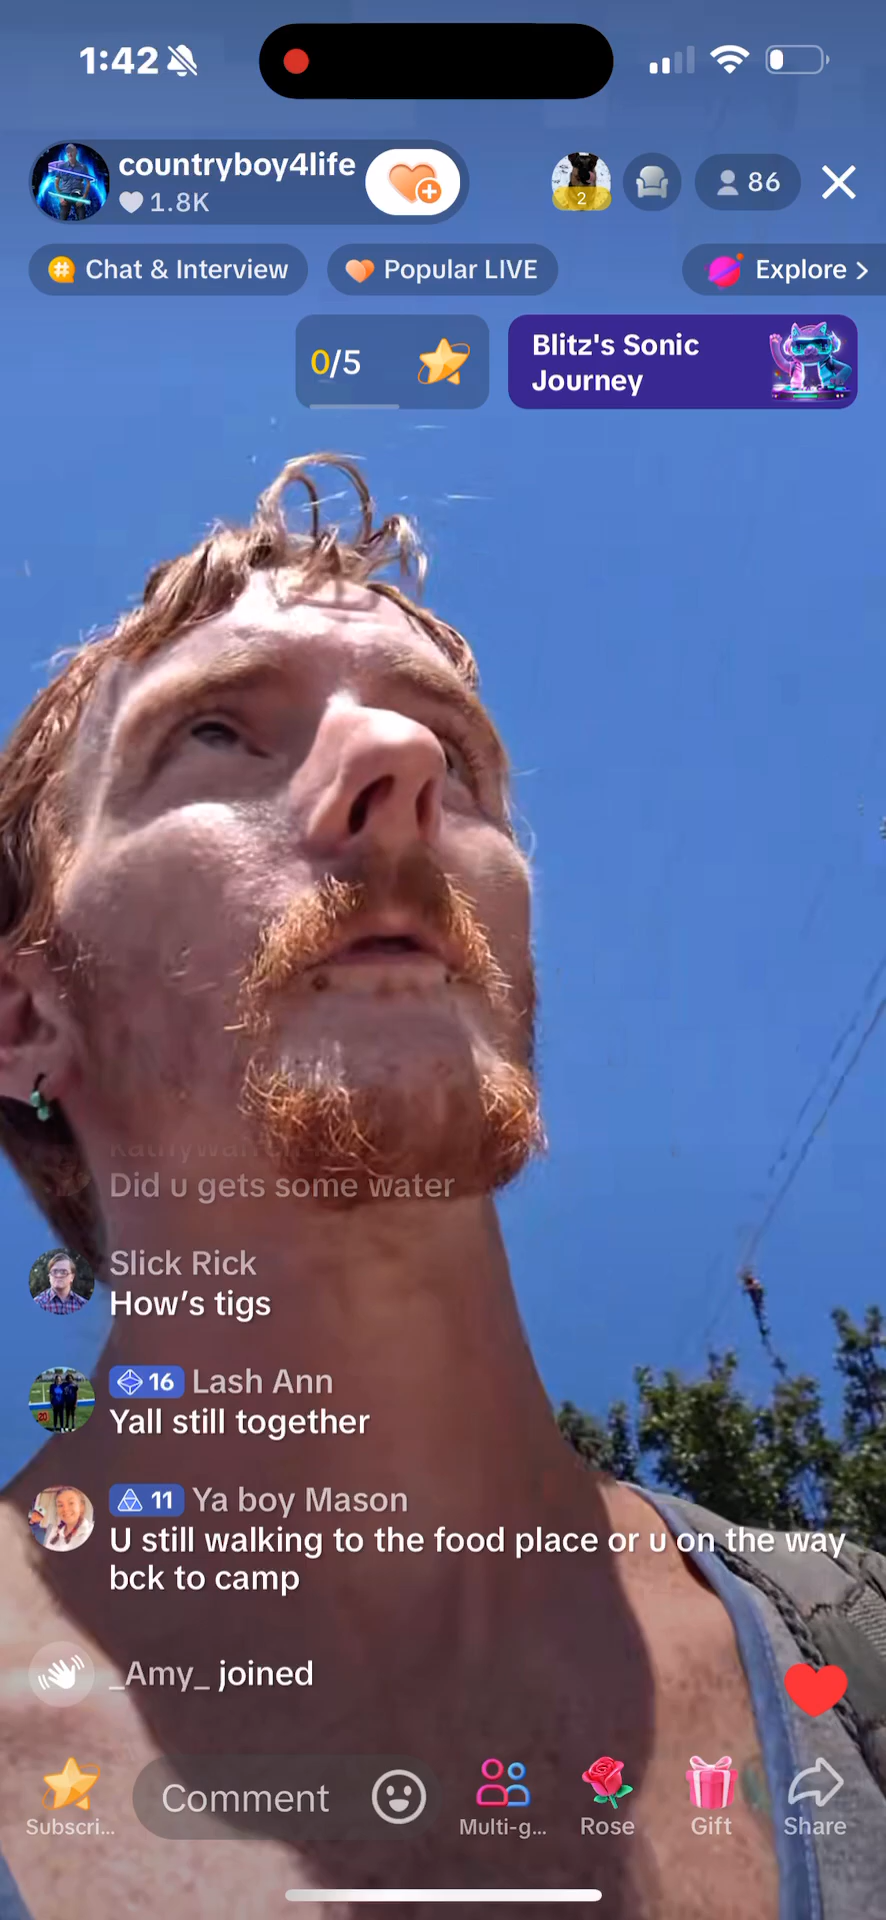 1:42
countryboy4life
1.8K
2
86
Chat & Interview
Popular LIVE
Explore >
0/5
Blitz's Sonic
Journey
Did u gets some water
Slick Rick
How's tigs
16 Lash Ann
Yall still together
11 Ya boy Mason
U still walking to the food place or u on the way
bck to camp
_Amy_ joined
Subscri...
Comment
Multi-g...
Rose
Gift
Share